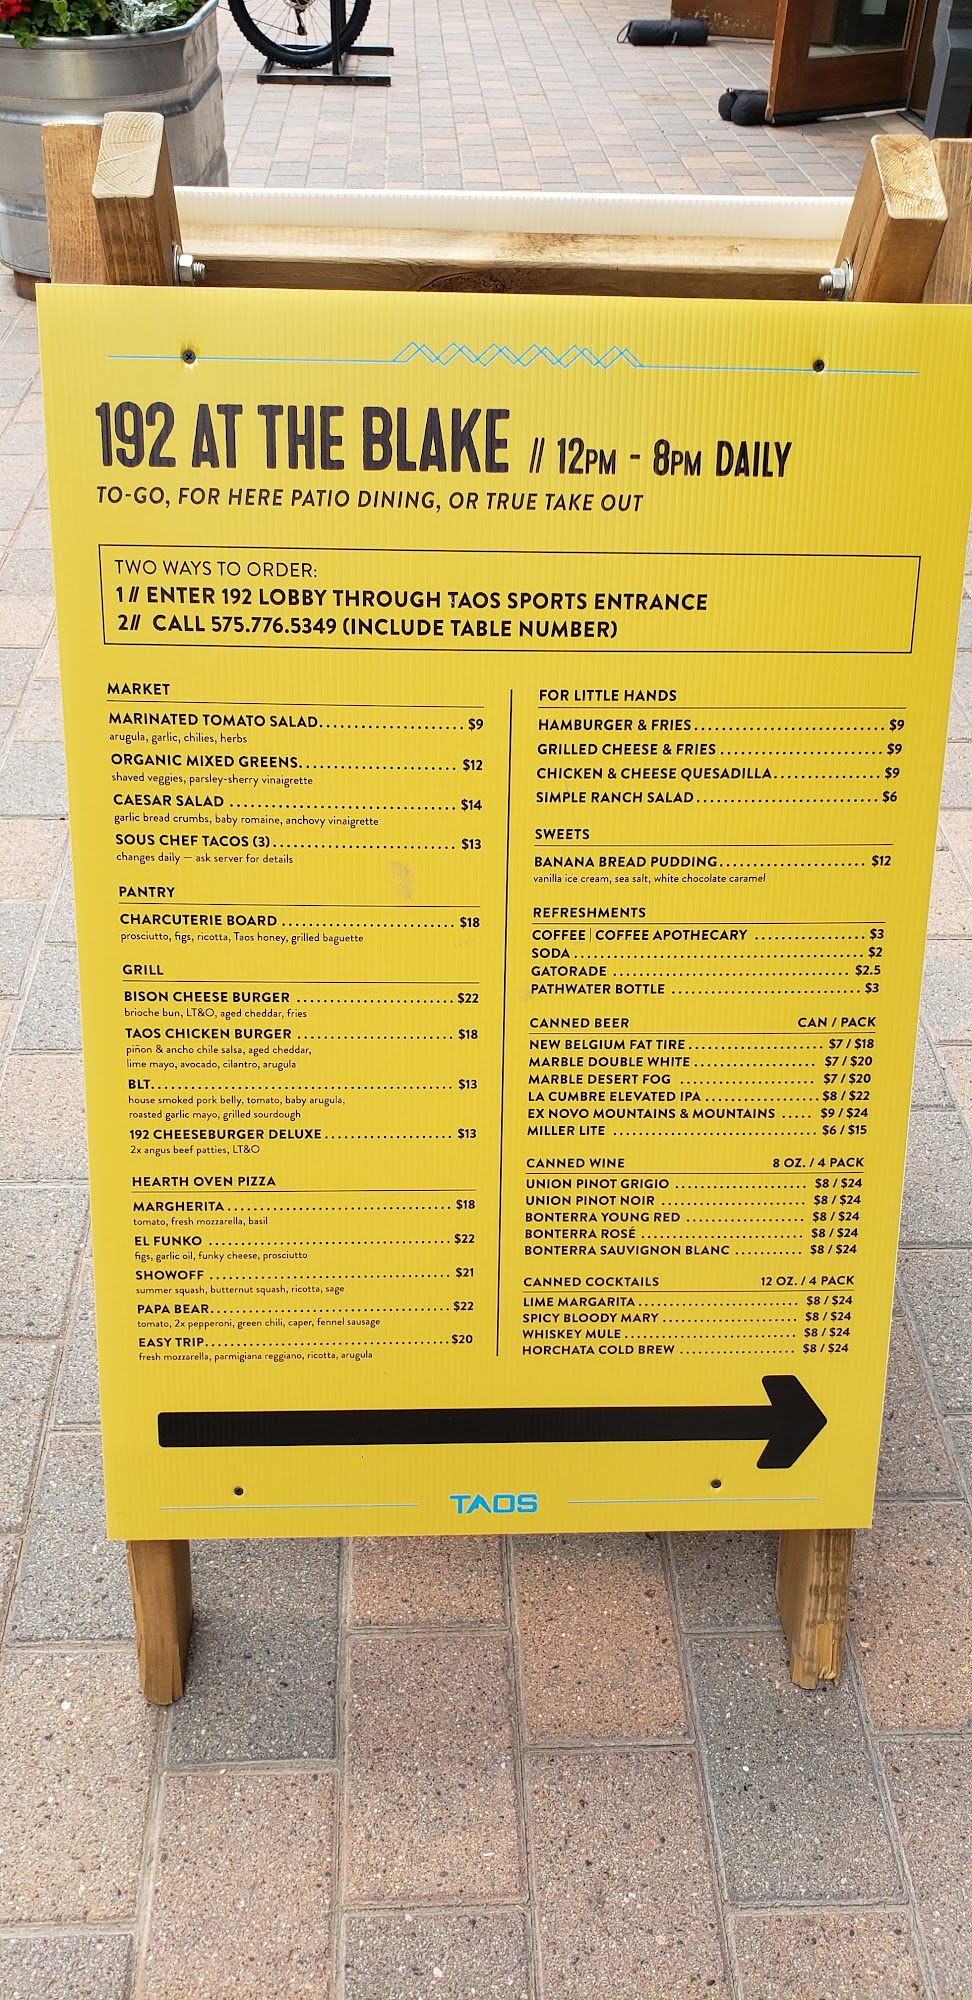 192 AT THE BLAKE // 12PM - 8PM DAILY
TO-GO, FOR HERE PATIO DINING, OR TRUE TAKE OUT
TWO WAYS TO ORDER:
1 // ENTER 192 LOBBY THROUGH TAOS SPORTS ENTRANCE
2// CALL 575.776.5349 (INCLUDE TABLE NUMBER)
MARKET
MARINATED TOMATO SALAD................................ $9
arugula, garlic, chilies, herbs
ORGANIC MIXED GREENS................................ $12
shaved veggies, parsley-sherry vinaigrette
CAESAR SALAD ................................ $14
garlic bread crumbs, baby romaine, anchovy vinaigrette
SOUS CHEF TACOS (3)................................ $13
changes daily — ask server for details
PANTRY
CHARCUTERIE BOARD ................................ $18
prosciutto, figs, ricotta, Taos honey, grilled baguette
GRILL
BISON CHEESE BURGER ................................ $22
brioche bun, LT&O, aged cheddar, fries
TAOS CHICKEN BURGER ................................ $18
piñon & ancho chile salsa, aged cheddar,
lime mayo, avocado, cilantro, arugula
BLT................................ $13
house smoked pork belly, tomato, baby arugula,
roasted garlic mayo, grilled sourdough
192 CHEESEBURGER DELUXE................................ $13
2x angus beef patties, LT&O
HEARTH OVEN PIZZA
MARGHERITA ................................ $18
tomato, fresh mozzarella, basil
EL FUNKO ................................ $22
figs, garlic oil, funky cheese, prosciutto
SHOWOFF ................................ $21
summer squash, butternut squash, ricotta, sage
PAPA BEAR................................ $22
tomato, 2x pepperoni, green chili, caper, fennel sausage
EASY TRIP................................ $20
fresh mozzarella, parmigiana reggiano, ricotta, arugula
FOR LITTLE HANDS
HAMBURGER & FRIES................................ $9
GRILLED CHEESE & FRIES ................................ $9
CHICKEN & CHEESE QUESADILLA................................ $9
SIMPLE RANCH SALAD................................ $6
SWEETS
BANANA BREAD PUDDING................................ $12
vanilla ice cream, sea salt, white chocolate caramel
REFRESHMENTS
COFFEE | COFFEE APOTHECARY ................................ $3
SODA ................................ $2
GATORADE ................................ $2.5
PATHWATER BOTTLE ................................ $3
CANNED BEER CAN / PACK
NEW BELGIUM FAT TIRE................................ $7 / $18
MARBLE DOUBLE WHITE................................ $7 / $20
MARBLE DESERT FOG ................................ $7 / $20
LA CUMBRE ELEVATED IPA ................................ $8 / $22
EX NOVO MOUNTAINS & MOUNTAINS ..... $9 / $24
MILLER LITE ................................ $6 / $15
CANNED WINE 8 OZ. / 4 PACK
UNION PINOT GRIGIO ................................ $8 / $24
UNION PINOT NOIR ................................ $8 / $24
BONTERRA YOUNG RED ................................ $8 / $24
BONTERRA ROSÉ ................................ $8 / $24
BONTERRA SAUVIGNON BLANC .......... $8 / $24
CANNED COCKTAILS 12 OZ. / 4 PACK
LIME MARGARITA ................................ $8 / $24
SPICY BLOODY MARY ................................ $8 / $24
WHISKEY MULE ................................ $8 / $24
HORCHATA COLD BREW ................................ $8 / $24
TAOS